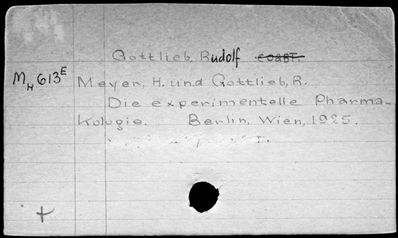 Gottlieb, Rudolf
M_H 613^E Meyer, H. und Gottlieb, R.
Die experimentelle Pharma-
Kologie. Berlin, Wien, 1925.
+